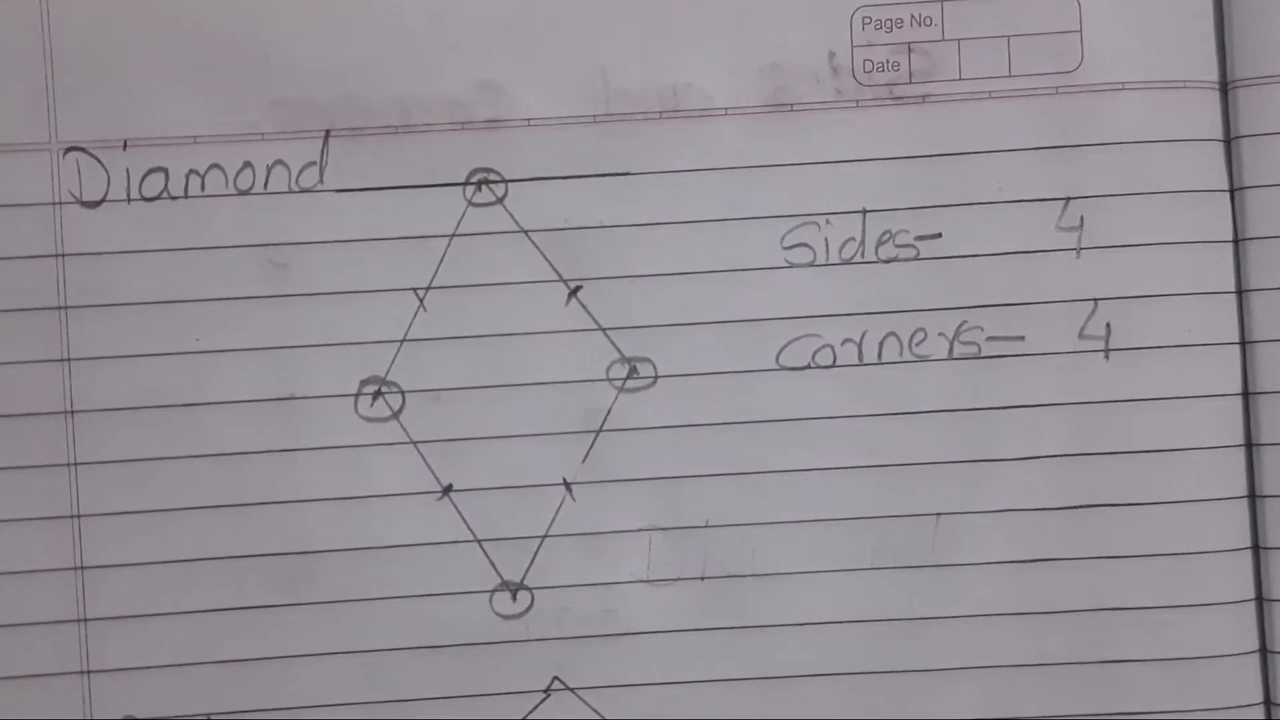 Page No.
Date
Diamond
Sides- 4
Corners- 4